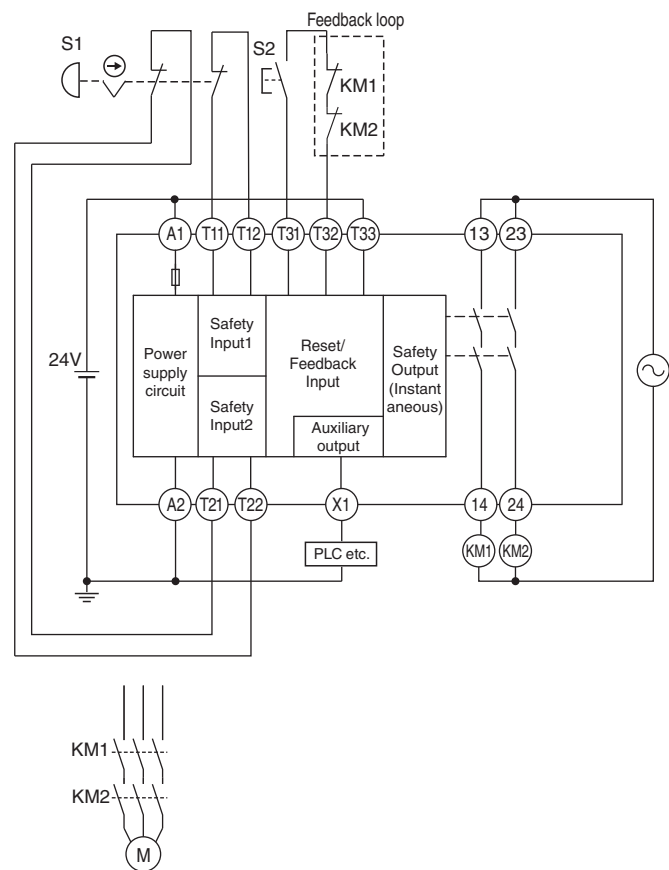 Feedback loop
S1
S2
KM1
KM2
A1
T11
T12
T31
T32
T33
13
23
24V
Power
supply
circuit
Safety
Input1
Safety
Input2
Reset/
Feedback
Input
Auxiliary
output
Safety
Output
(Instant
aneous)
A2
T21
T22
X1
14
24
PLC etc.
KM1
KM2
KM1
KM2
M